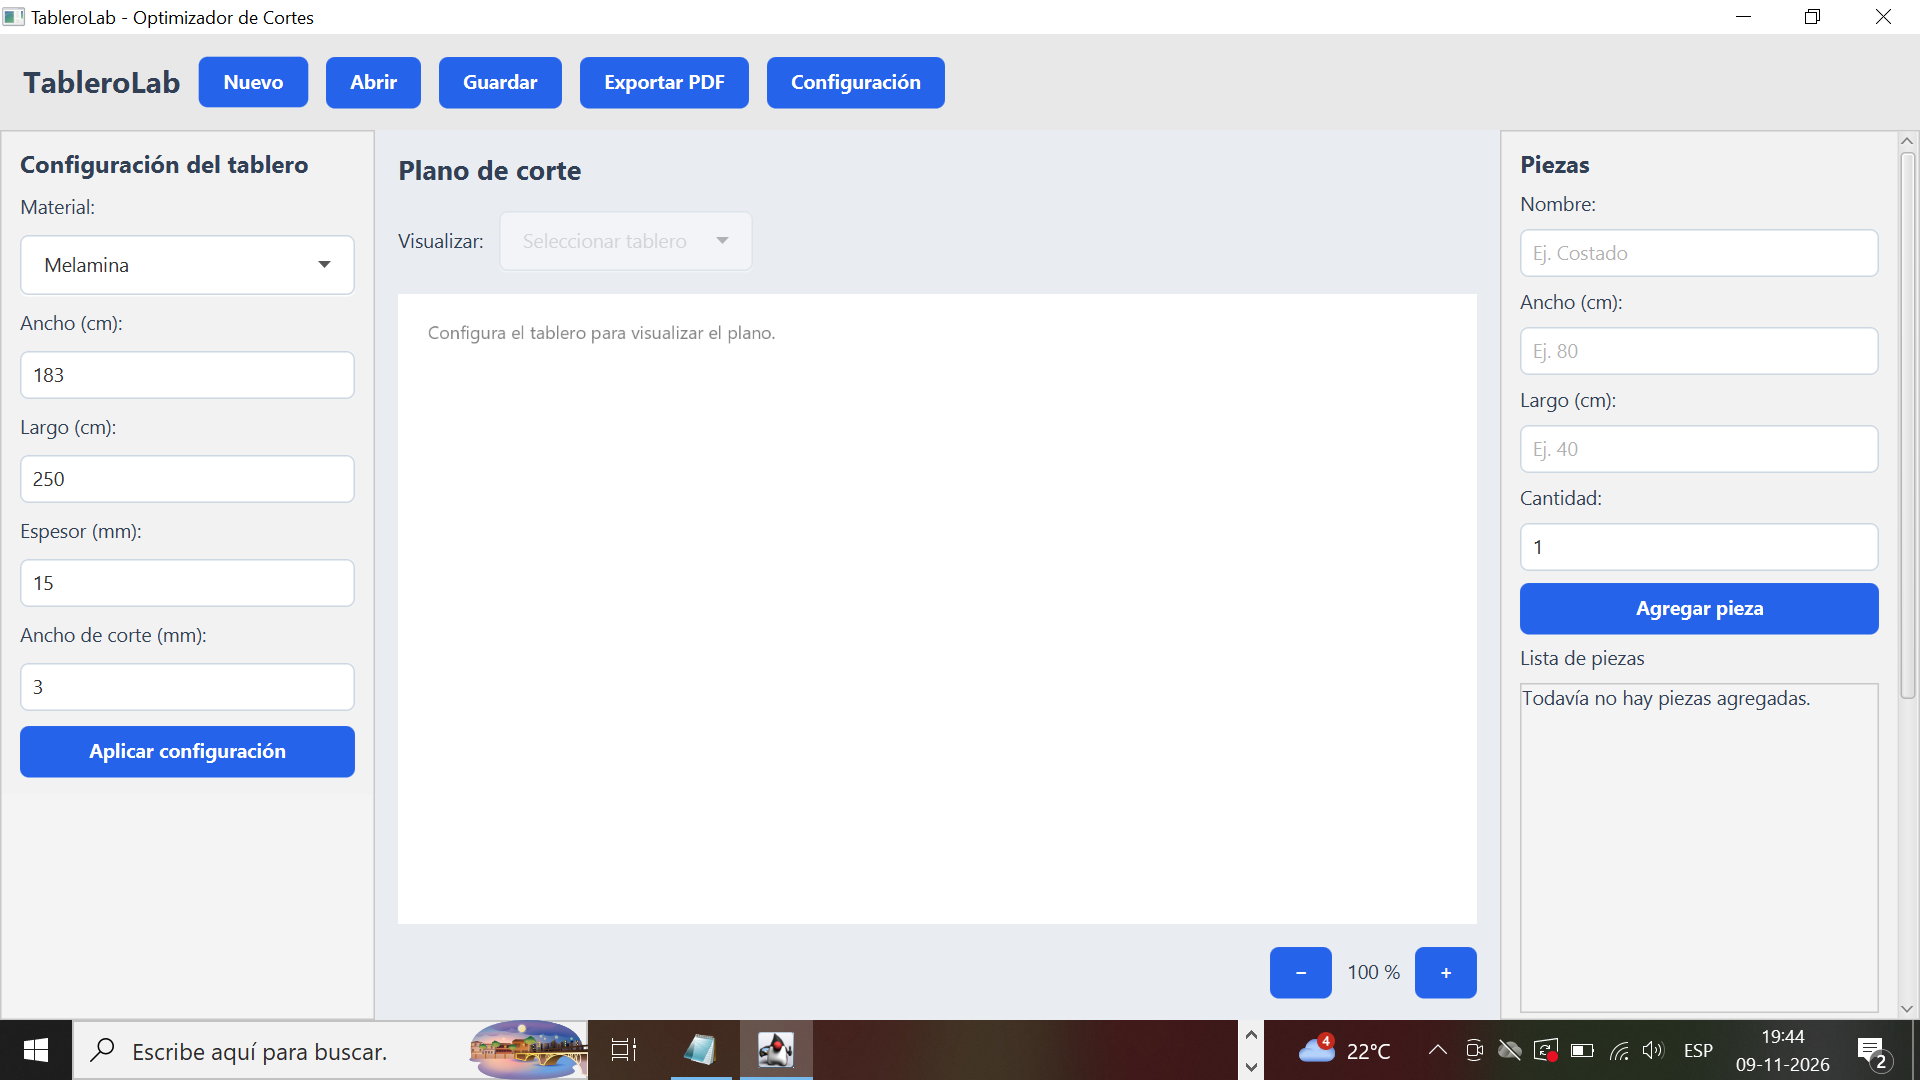 TableroLab - Optimizador de Cortes
TableroLab
Nuevo
Abrir
Guardar
Exportar PDF
Configuración
Configuración del tablero
Material:
Melamina
Ancho (cm):
183
Largo (cm):
250
Espesor (mm):
15
Ancho de corte (mm):
3
Aplicar configuración
Plano de corte
Visualizar:
Seleccionar tablero
Configura el tablero para visualizar el plano.
−
100 %
+
Piezas
Nombre:
Ej. Costado
Ancho (cm):
Ej. 80
Largo (cm):
Ej. 40
Cantidad:
1
Agregar pieza
Lista de piezas
Todavía no hay piezas agregadas.
Escribe aquí para buscar.
4
22°C
ESP
19:44
09-11-2026
2